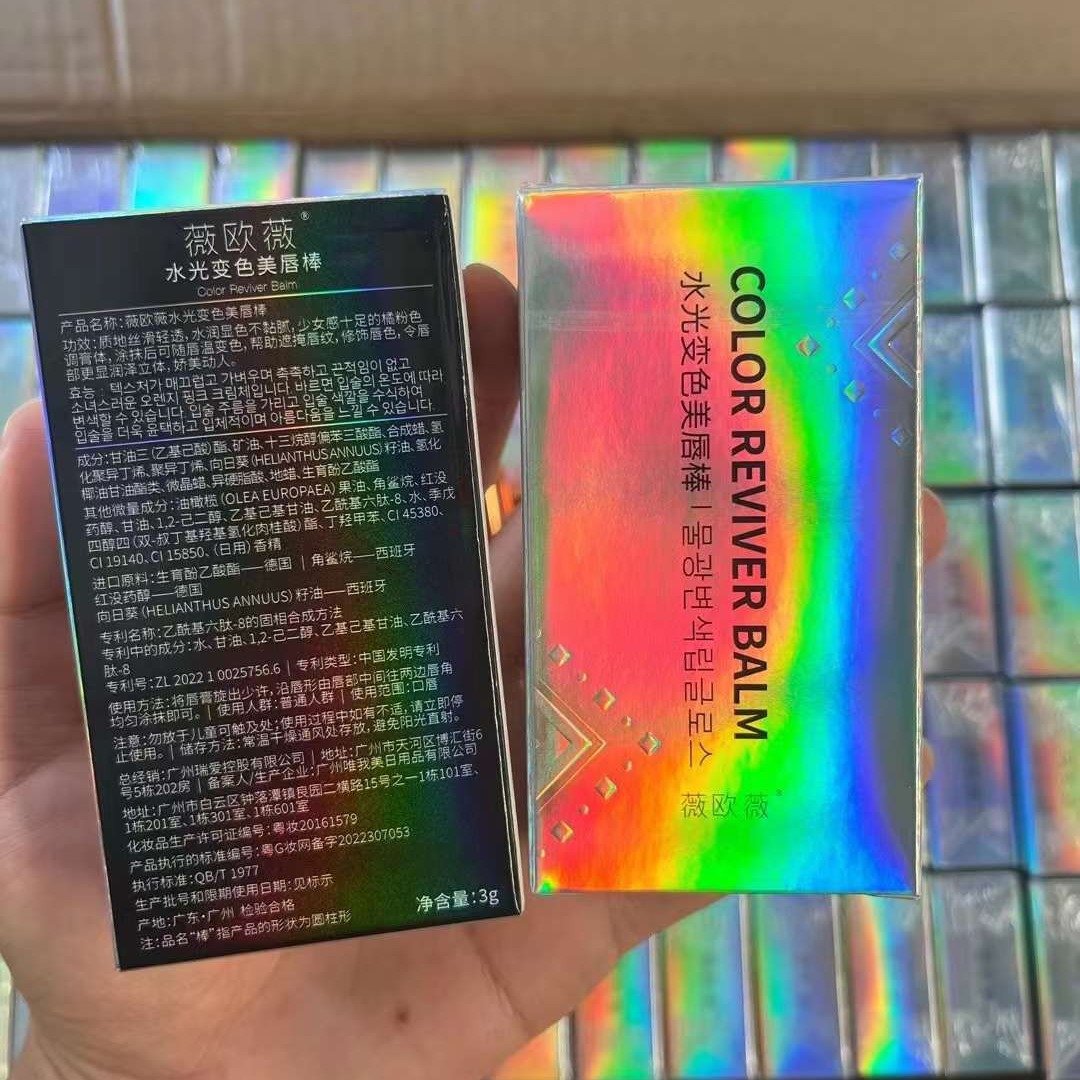 薇欧薇®
水光变色美唇棒
Color Reviver Balm
产品名称:薇欧薇水光变色美唇棒
功效:质地丝滑轻透,水润显色不黏腻,少女感十足的橘粉色
调膏体,涂抹后可随唇温变色,帮助遮掩唇纹,修饰唇色,令唇
部更显润泽立体,娇美动人。
효능:텍스처가 매끄럽고 가벼우며 촉촉하고 끈적임이 없고
소녀스러운 오렌지 핑크 크림체입니다. 바르면 입술의 온도에 따라
변색할 수 있습니다. 입술 주름을 가리고 입술 색깔을 수식하여
입술을 더욱 윤택하고 입체적이며 아름다움을 느낄 수 있습니다.
成分:甘油三(乙基己酸)酯、矿油、十三烷醇偏苯三酸酯、合成蜡、氢
化聚异丁烯、聚异丁烯、向日葵(HELIANTHUS ANNUUS)籽油、氢化
椰油甘油酯类、微晶蜡、异硬脂酸、地蜡、生育酚乙酸酯
其他微量成分:油橄榄(OLEA EUROPAEA)果油、角鲨烷、红没
药醇、甘油、1,2-己二醇、乙基己基甘油、乙酰基六肽-8、水、季戊
四醇四(双-叔丁基羟基氢化肉桂酸)酯、丁羟甲苯、CI 45380、
CI 19140、CI 15850、(日用)香精
进口原料:生育酚乙酸酯——德国 | 角鲨烷——西班牙
红没药醇——德国
向日葵(HELIANTHUS ANNUUS)籽油——西班牙
专利名称:乙酰基六肽-8的固相合成方法
专利中的成分:水、甘油、1,2-己二醇、乙基己基甘油、乙酰基六
肽-8
专利号:ZL 2022 1 0025756.6 | 专利类型:中国发明专利
使用方法:将唇膏旋出少许,沿唇形由唇部中间往两边唇角
均匀涂抹即可。 | 使用人群:普通人群 | 使用范围:口唇
注意:勿放于儿童可触及处;使用过程中如有不适,请立即停
止使用。 | 储存方法:常温干燥通风处存放,避免阳光直射。
总经销:广州瑞爱控股有限公司 | 地址:广州市天河区博汇街6
号5栋202房 | 备案人/生产企业:广州唯我美日用品有限公司
地址:广州市白云区钟落潭镇良园二横路15号之一1栋101室、
1栋201室、1栋301室、1栋601室
化妆品生产许可证编号:粤妆20161579
产品执行的标准编号:粤G妆网备字2022307053
执行标准:QB/T 1977
生产批号和限期使用日期:见标示
产地:广东·广州 检验合格
净含量:3g
注:品名“棒”指产品的形状为圆柱形
COLOR REVIVER BALM
水光变色美唇棒 | 물광변색립글로스
薇欧薇®